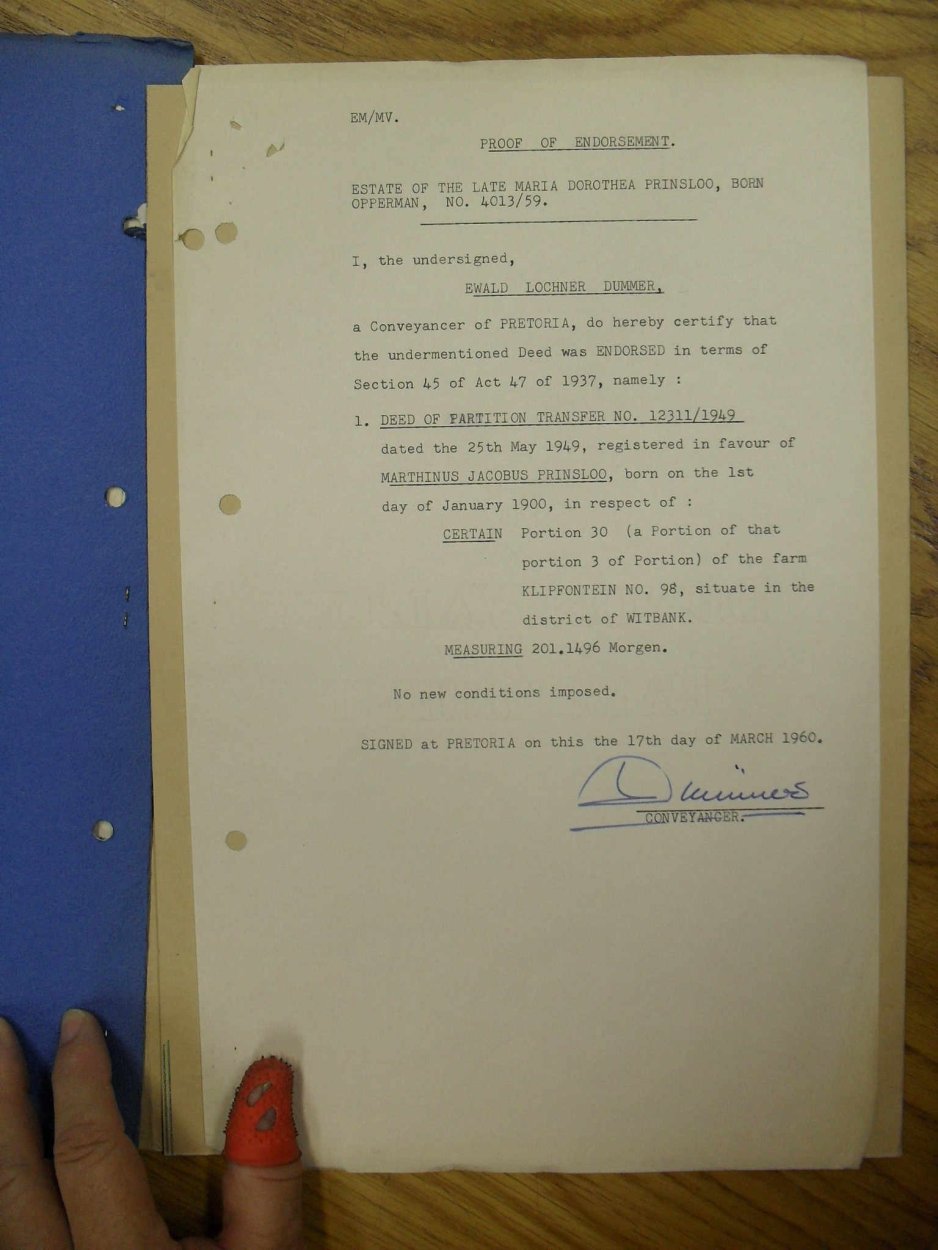 EM/MV.
PROOF OF ENDORSEMENT.
ESTATE OF THE LATE MARIA DOROTHEA PRINSLOO, BORN
OPPERMAN, NO. 4013/59.
I, the undersigned,
EWALD LOCHNER DUMMER,
a Conveyancer of PRETORIA, do hereby certify that
the undermentioned Deed was ENDORSED in terms of
Section 45 of Act 47 of 1937, namely :
1. DEED OF PARTITION TRANSFER NO. 12311/1949
dated the 25th May 1949, registered in favour of
MARTHINUS JACOBUS PRINSLOO, born on the 1st
day of January 1900, in respect of :
CERTAIN Portion 30 (a Portion of that
portion 3 of Portion) of the farm
KLIPFONTEIN NO. 98, situate in the
district of WITBANK.
MEASURING 201.1496 Morgen.
No new conditions imposed.
SIGNED at PRETORIA on this the 17th day of MARCH 1960.
CONVEYANCER.